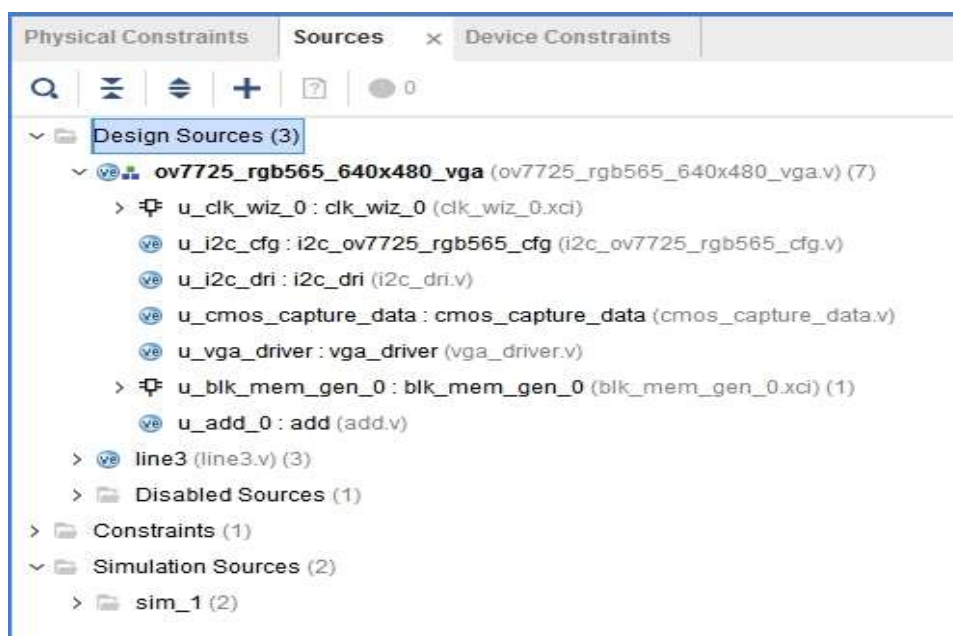 Physical Constraints Sources × Device Constraints
0
Design Sources (3)
ov7725_rgb565_640x480_vga (ov7725_rgb565_640x480_vga.v) (7)
u_clk_wiz_0 : clk_wiz_0 (clk_wiz_0.xci)
u_i2c_cfg : i2c_ov7725_rgb565_cfg (i2c_ov7725_rgb565_cfg.v)
u_i2c_dri : i2c_dri (i2c_dri.v)
u_cmos_capture_data : cmos_capture_data (cmos_capture_data.v)
u_vga_driver : vga_driver (vga_driver.v)
u_blk_mem_gen_0 : blk_mem_gen_0 (blk_mem_gen_0.xci) (1)
u_add_0 : add (add.v)
line3 (line3.v) (3)
Disabled Sources (1)
Constraints (1)
Simulation Sources (2)
sim_1 (2)